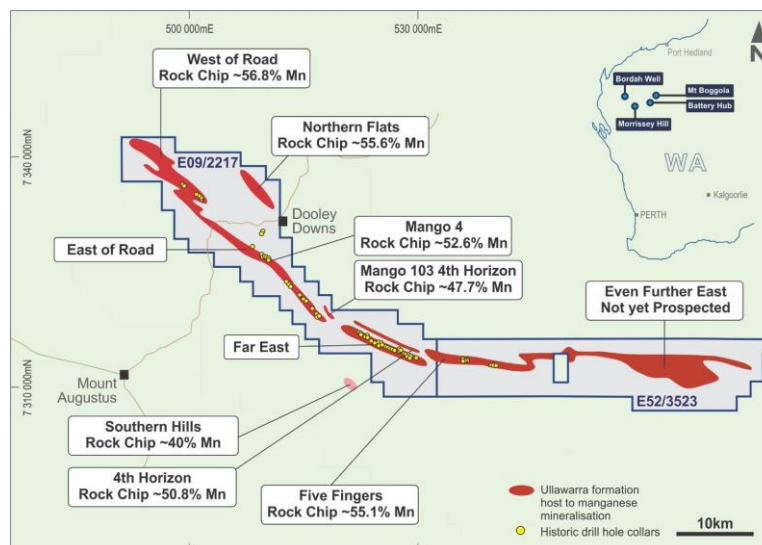 500 000mE
530 000mE
N
West of Road
Rock Chip ~56.8% Mn
Port Hedland
Bordah Well
Mt Boggola
Battery Hub
Morrissey Hill
Northern Flats
Rock Chip ~55.6% Mn
7 340 000mN
E09/2217
WA
Kalgoorlie
PERTH
Dooley
Downs
Mango 4
Rock Chip ~52.6% Mn
East of Road
Mango 103 4th Horizon
Rock Chip ~47.7% Mn
Even Further East
Not yet Prospected
Far East
Mount
Augustus
7 310 000mN
E52/3523
Southern Hills
Rock Chip ~40% Mn
4th Horizon
Rock Chip ~50.8% Mn
Five Fingers
Rock Chip ~55.1% Mn
Ullawarra formation
host to manganese
mineralisation
Historic drill hole collars
10km